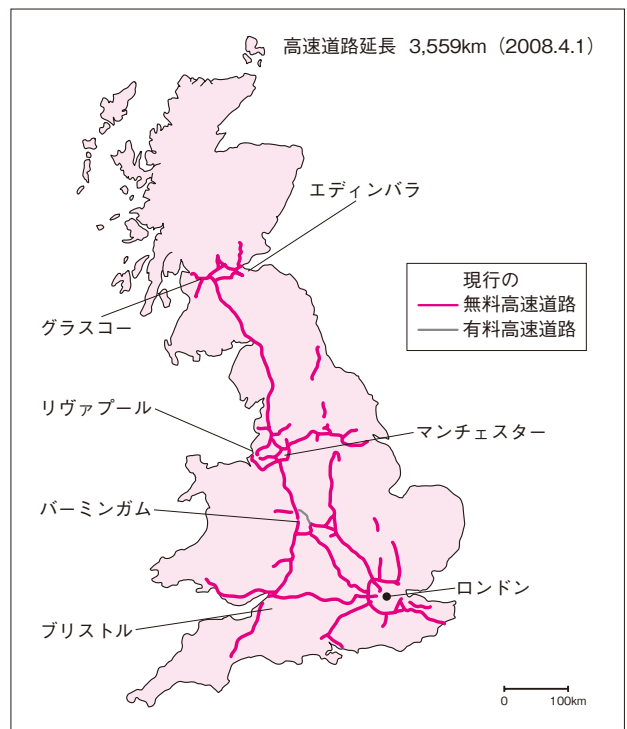 高速道路延長 3,559km（2008.4.1）
エディンバラ
現行の
無料高速道路
有料高速道路
グラスコー
リヴァプール
マンチェスター
バーミンガム
ロンドン
ブリストル
0 100km